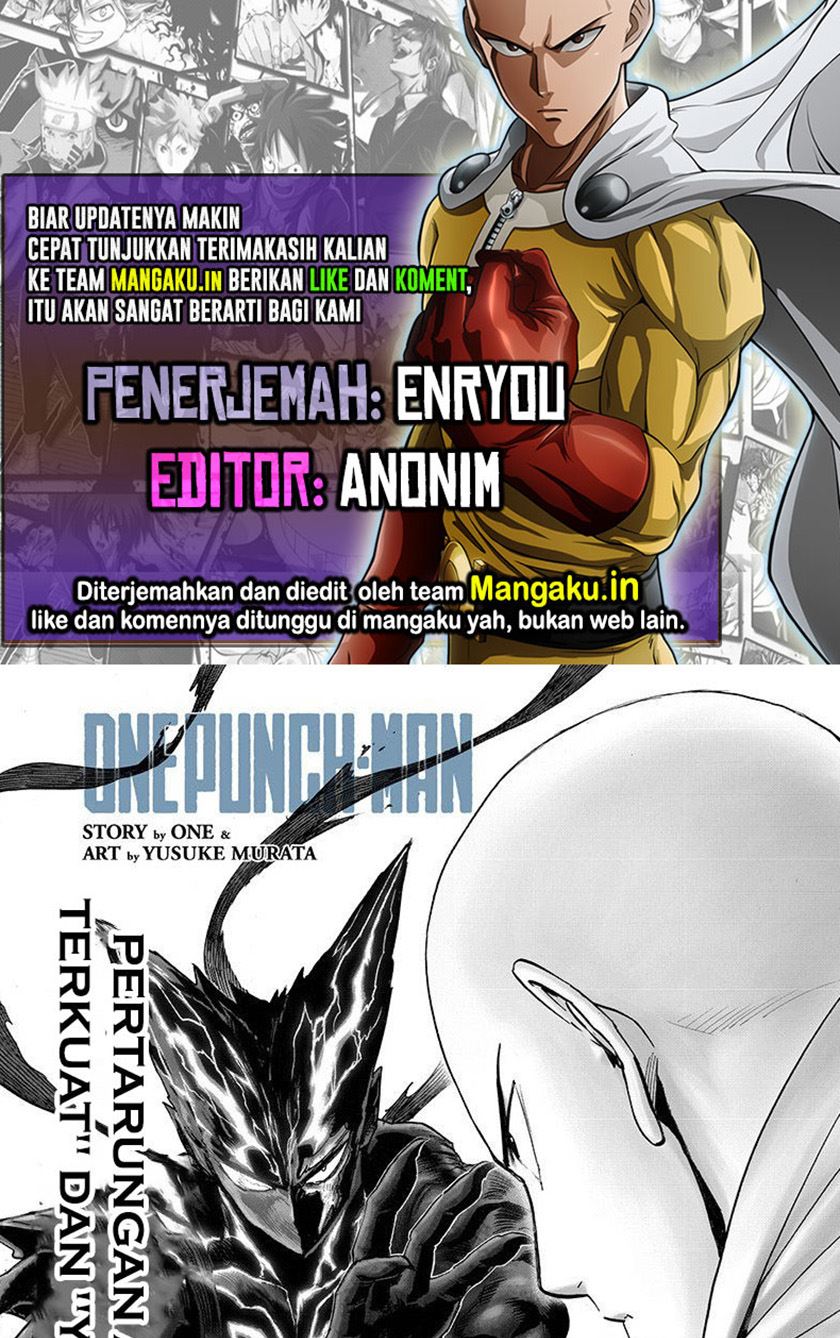 BIAR UPDATENYA MAKIN
CEPAT TUNJUKKAN TERIMAKASIH KALIAN
KE TEAM MANGAKU.in BERIKAN LIKE DAN KOMENT,
ITU AKAN SANGAT BERARTI BAGI KAMI
PENERJEMAH: ENRYOU
EDITOR: ANONIM
Diterjemahkan dan diedit oleh team Mangaku.in
like dan komennya ditunggu di mangaku yah, bukan web lain.
ONEPUNCH-MAN
STORY by ONE &
ART by YUSUKE MURATA
PERTARUNGAN
TERKUAT" DAN "Y